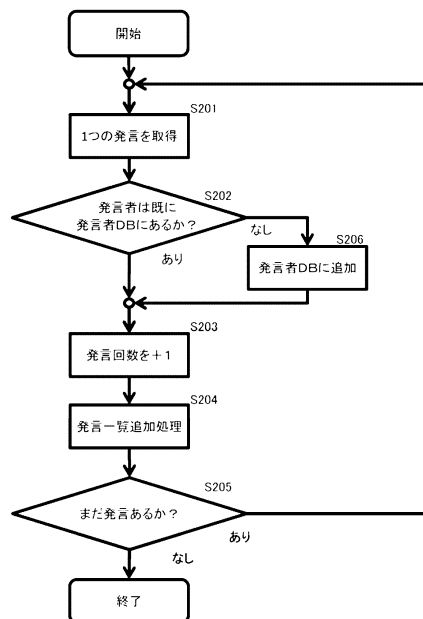 開始
S201
1つの発言を取得
S202
発言者は既に
発言者DBにあるか？
なし
S206
発言者DBに追加
あり
S203
発言回数を＋1
S204
発言一覧追加処理
S205
まだ発言あるか？
あり
なし
終了